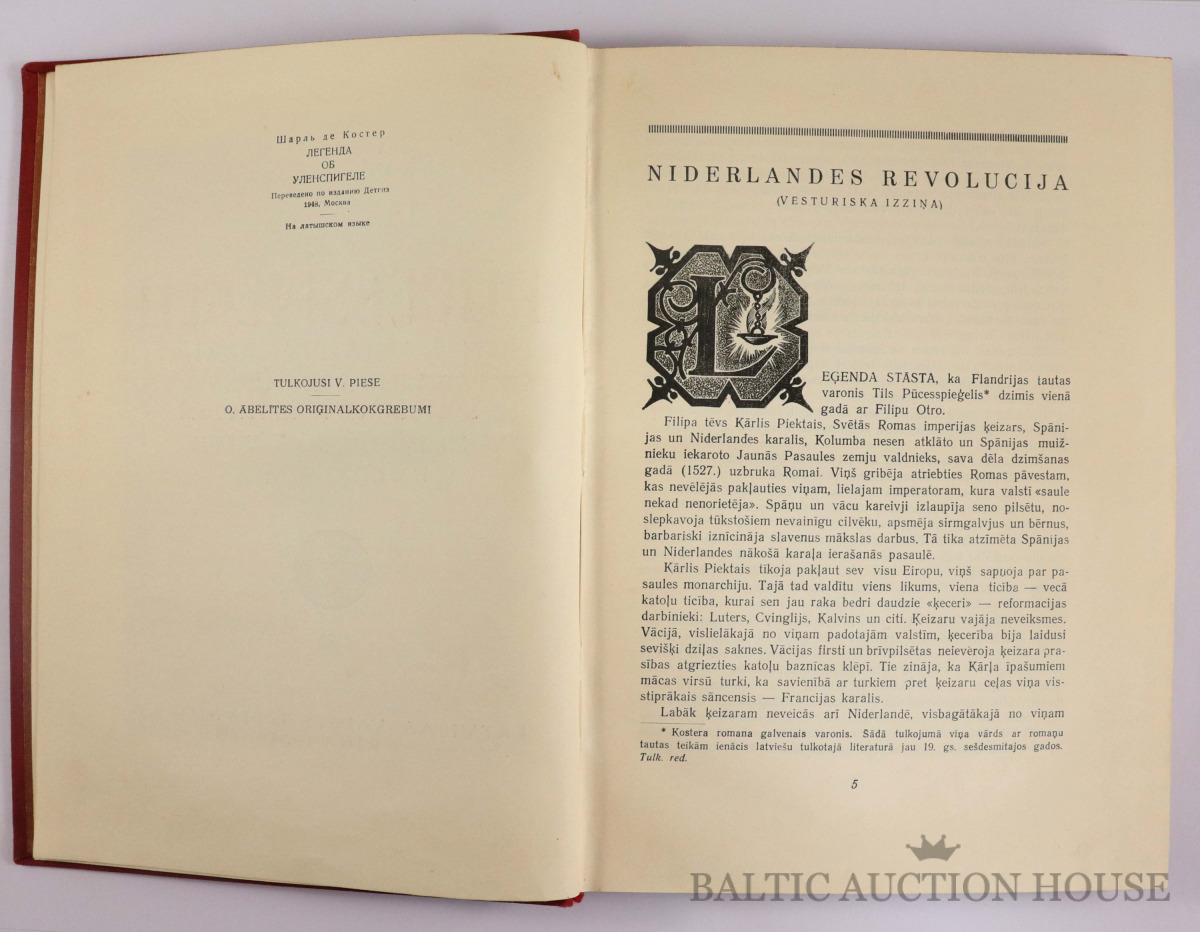 Шарль де Костер
ЛЕГЕНДА
ОБ
УЛЕНСПИГЕЛЕ
Переведено по изданию Детгиз
1948, Москва
На латышском языке
TULKOJUSI V. PIESE
O. ĀBELITES ORIĢINALKOKGREBUMI
NIDERLANDES REVOLUCIJA
(VESTURISKA IZZIŅA)
LEĢENDA STĀSTA, ka Flandrijas tautas
varonis Tils Pūcesspieģelis* dzimis vienā
gadā ar Filipu Otro.
Filipa tēvs Ķārlis Piektais, Svētās Romas imperijas ķeizars, Spāni-
jas un Niderlandes karalis, Kolumba nesen atklāto un Spānijas muiž-
nieku iekaroto Jaunās Pasaules zemju valdnieks, sava dēla dzimšanas
gadā (1527.) uzbruka Romai. Viņš gribēja atriebties Romas pāvestam,
kas nevēlējās pakļauties viņam, lielajam imperatoram, kura valstī «saule
nekad nenorietēja». Spāņu un vācu kareivji izlaupīja seno pilsētu, no-
slepkavoja tūkstošiem nevainīgu cilvēku, apsmēja sirmgalvjus un bērnus,
barbariski iznīcināja slavenus mākslas darbus. Tā tika atzīmēta Spānijas
un Niderlandes nākošā karaļa ierašanās pasaulē.
Kārlis Piektais tīkoja pakļaut sev visu Eiropu, viņš sapņoja par pa-
saules monarchiju. Tajā tad valdītu viens likums, viena ticība — vecā
katoļu ticība, kurai sen jau raka bedri daudzie «ķeceri» — reformacijas
darbinieki: Luters, Cvinglijs, Kalvins un citi. Ķeizaru vajāja neveiksmes.
Vācijā, vislielākajā no viņam padotajām valstīm, ķecerība bija laidusi
sevišķi dziļas saknes. Vācijas firsti un brīvpilsētas neievēroja ķeizara pra-
sības atgriezties katoļu baznīcas klēpī. Tie zināja, ka Kārļa īpašumiem
mācas virsū turki, ka savienībā ar turkiem pret ķeizaru ceļas viņa vis-
stiprākais sāncensis — Francijas karalis.
Labāk ķeizaram neveicās arī Niderlandē, visbagātākajā no viņam
* Kostera romana galvenais varonis. Šādā tulkojumā viņa vārds ar romaņu
tautas teikām ienācis latviešu tulkotajā literaturā jau 19. gs. sešdesmitajos gados.
Tulk. red.
5
BALTIC AUCTION HOUSE